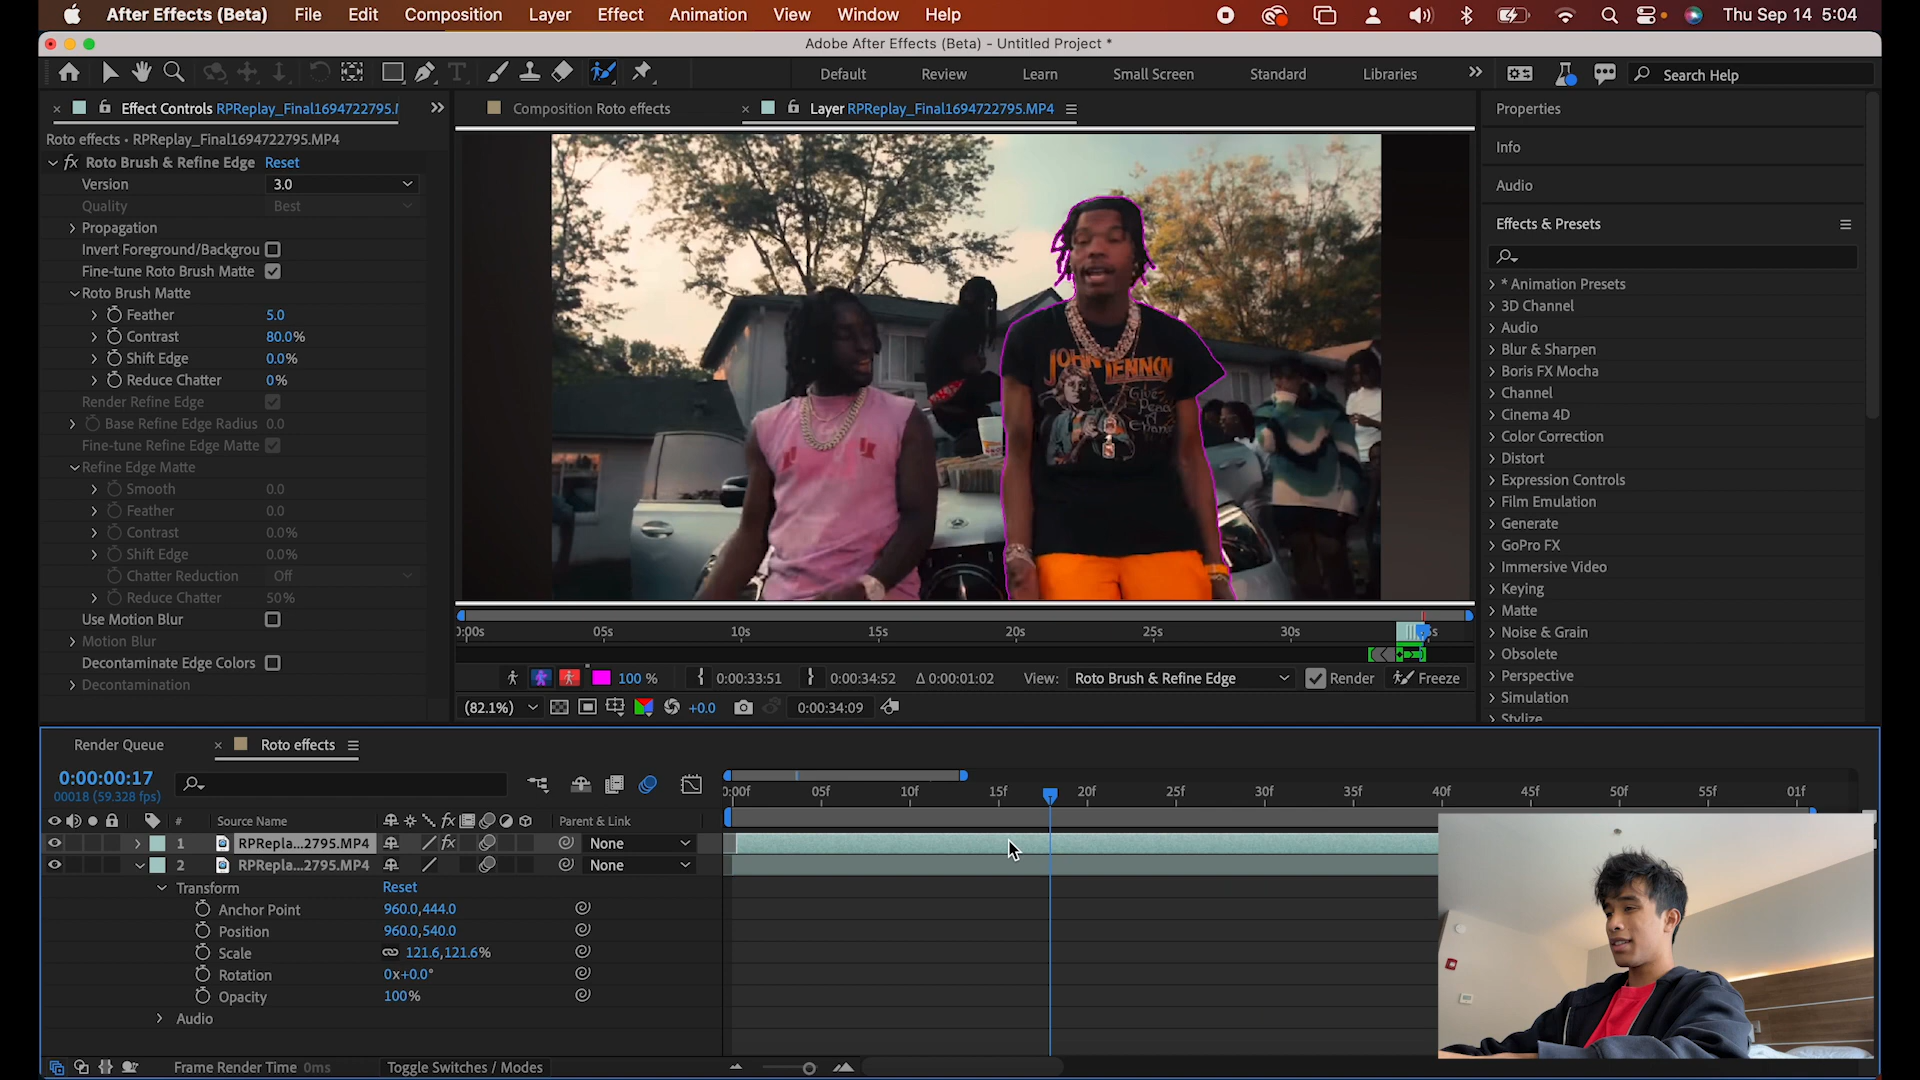 After Effects (Beta) File Edit Composition Layer Effect Animation View Window Help Thu Sep 14 5:04
Adobe After Effects (Beta) - Untitled Project *
Default Review Learn Small Screen Standard Libraries Search Help
Effect Controls RPReplay_Final1694722795.
Roto effects • RPReplay_Final1694722795.MP4
Roto Brush & Refine Edge Reset
Version 3.0
Quality Best
Propagation
Invert Foreground/Backgrou
Fine-tune Roto Brush Matte
Roto Brush Matte
Feather 5.0
Contrast 80.0%
Shift Edge 0.0%
Reduce Chatter 0%
Render Refine Edge
Base Refine Edge Radius 0.0
Fine-tune Refine Edge Matte
Refine Edge Matte
Smooth 0.0
Feather 0.0
Contrast 0.0%
Shift Edge 0.0%
Chatter Reduction Off
Reduce Chatter 50%
Use Motion Blur
Motion Blur
Decontaminate Edge Colors
Decontamination
Composition Roto effects
Layer RPReplay_Final1694722795.MP4
JOHN LENNON
Give
0:00s 05s 10s 15s 20s 25s 30s
100 % 0:00:33:51 0:00:34:52 Δ 0:00:01:02 View: Roto Brush & Refine Edge Render Freeze
(82.1%) +0.0 0:00:34:09
Properties
Info
Audio
Effects & Presets
* Animation Presets
3D Channel
Audio
Blur & Sharpen
Boris FX Mocha
Channel
Cinema 4D
Color Correction
Distort
Expression Controls
Film Emulation
Generate
GoPro FX
Immersive Video
Keying
Matte
Noise & Grain
Obsolete
Perspective
Simulation
Stylize
Render Queue Roto effects
0:00:00:17
00018 (59.328 fps)
0:00f 05f 10f 15f 20f 25f 30f 35f 40f 45f 50f 55f 01f
# Source Name fx Parent & Link
1 RPRepla...2795.MP4 fx None
2 RPRepla...2795.MP4 None
Transform Reset
Anchor Point 960.0,444.0
Position 960.0,540.0
Scale 121.6,121.6%
Rotation 0x+0.0°
Opacity 100%
Audio
Frame Render Time 0ms Toggle Switches / Modes